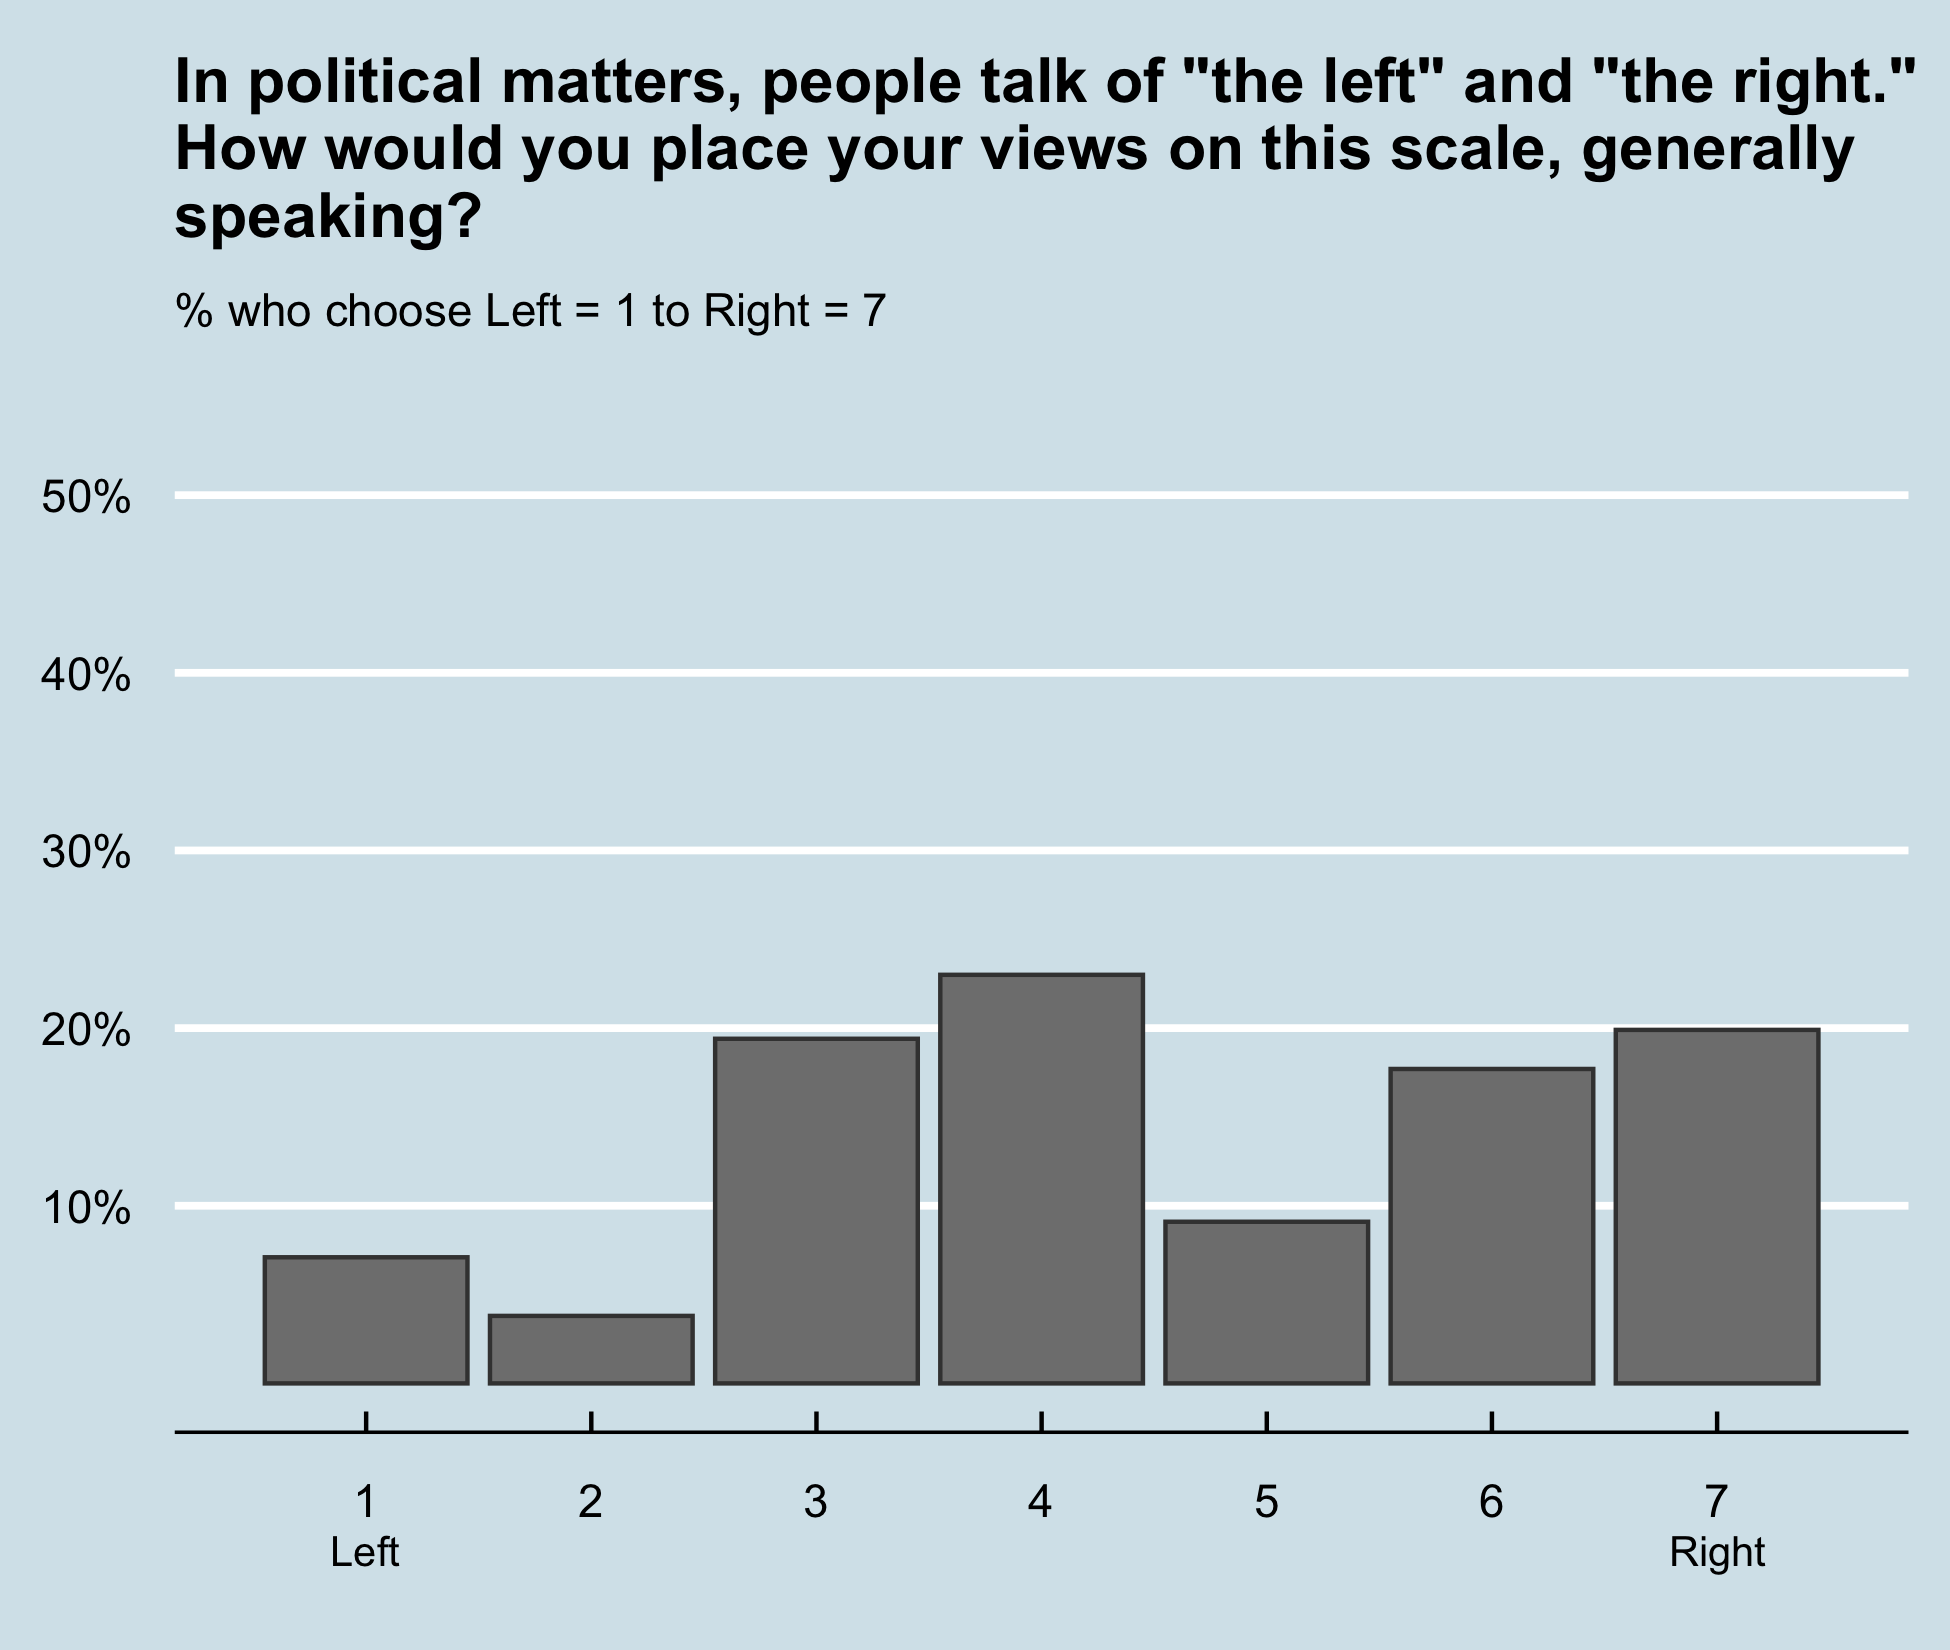 In political matters, people talk of "the left" and "the right."
How would you place your views on this scale, generally
speaking?
% who choose Left = 1 to Right = 7
50%
40%
30%
20%
10%
1 2 3 4 5 6 7
Left Right